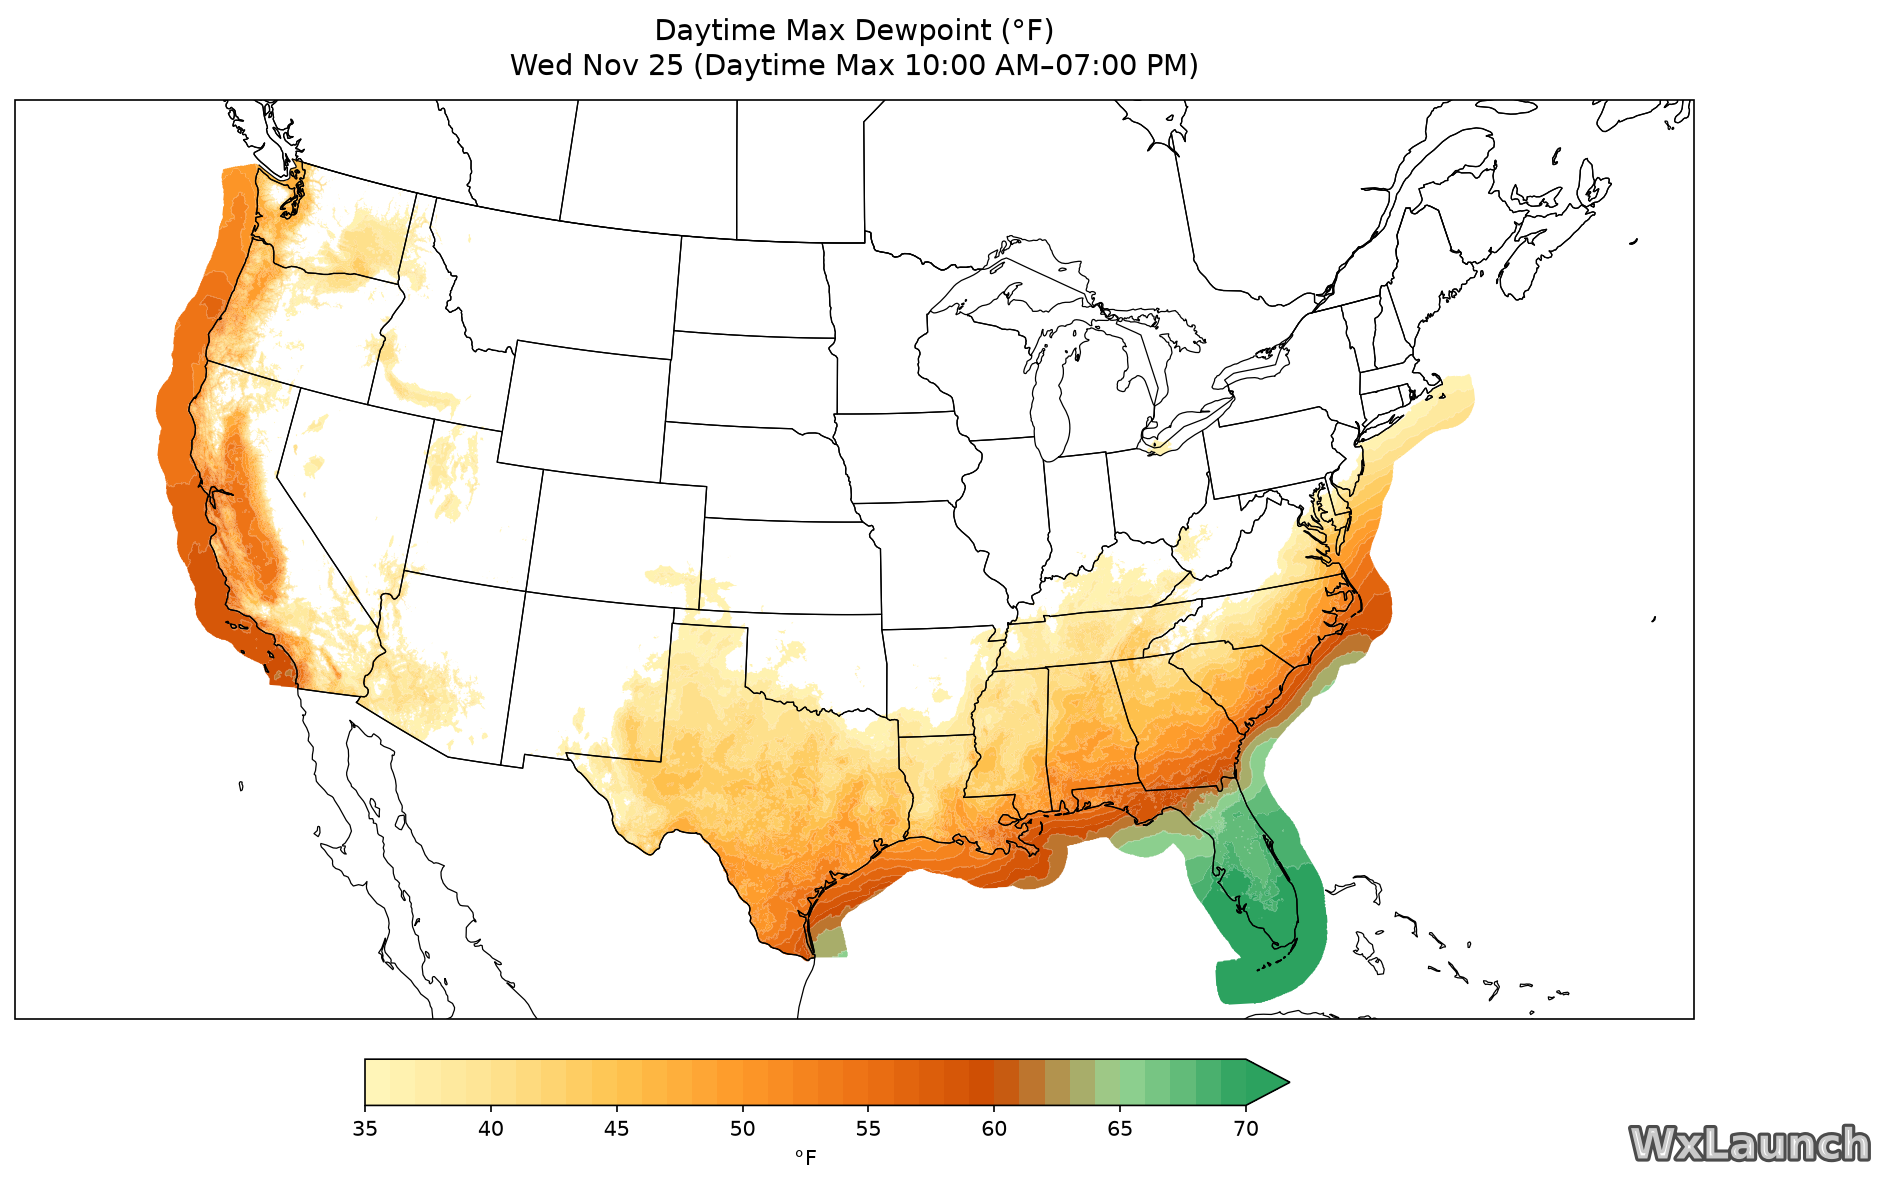 Daytime Max Dewpoint (°F)
Wed Nov 25 (Daytime Max 10:00 AM–07:00 PM)
35 40 45 50 55 60 65 70
°F
WxLaunch